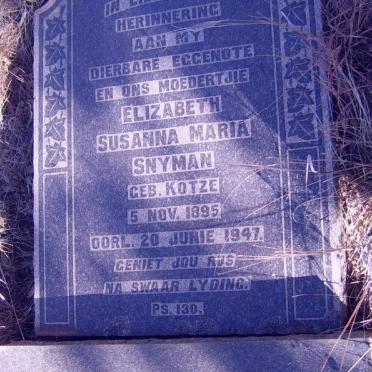 HERINNERING
AAN MY
DIERBARE EGGENOTE
EN ONS MOEDERTJIE
ELIZABETH
SUSANNA MARIA
SNYMAN
GEB. KOTZE
5 NOV. 1895
OORL. 20 JUNIE 1947.
GENIET JOU RUS
NA SWAAR LYDING.
PS. 130.